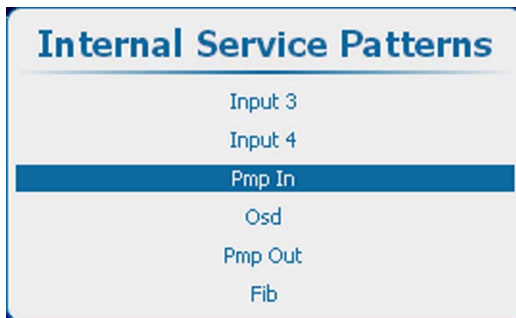 Internal Service Patterns
Input 3
Input 4
Pmp In
Osd
Pmp Out
Fib